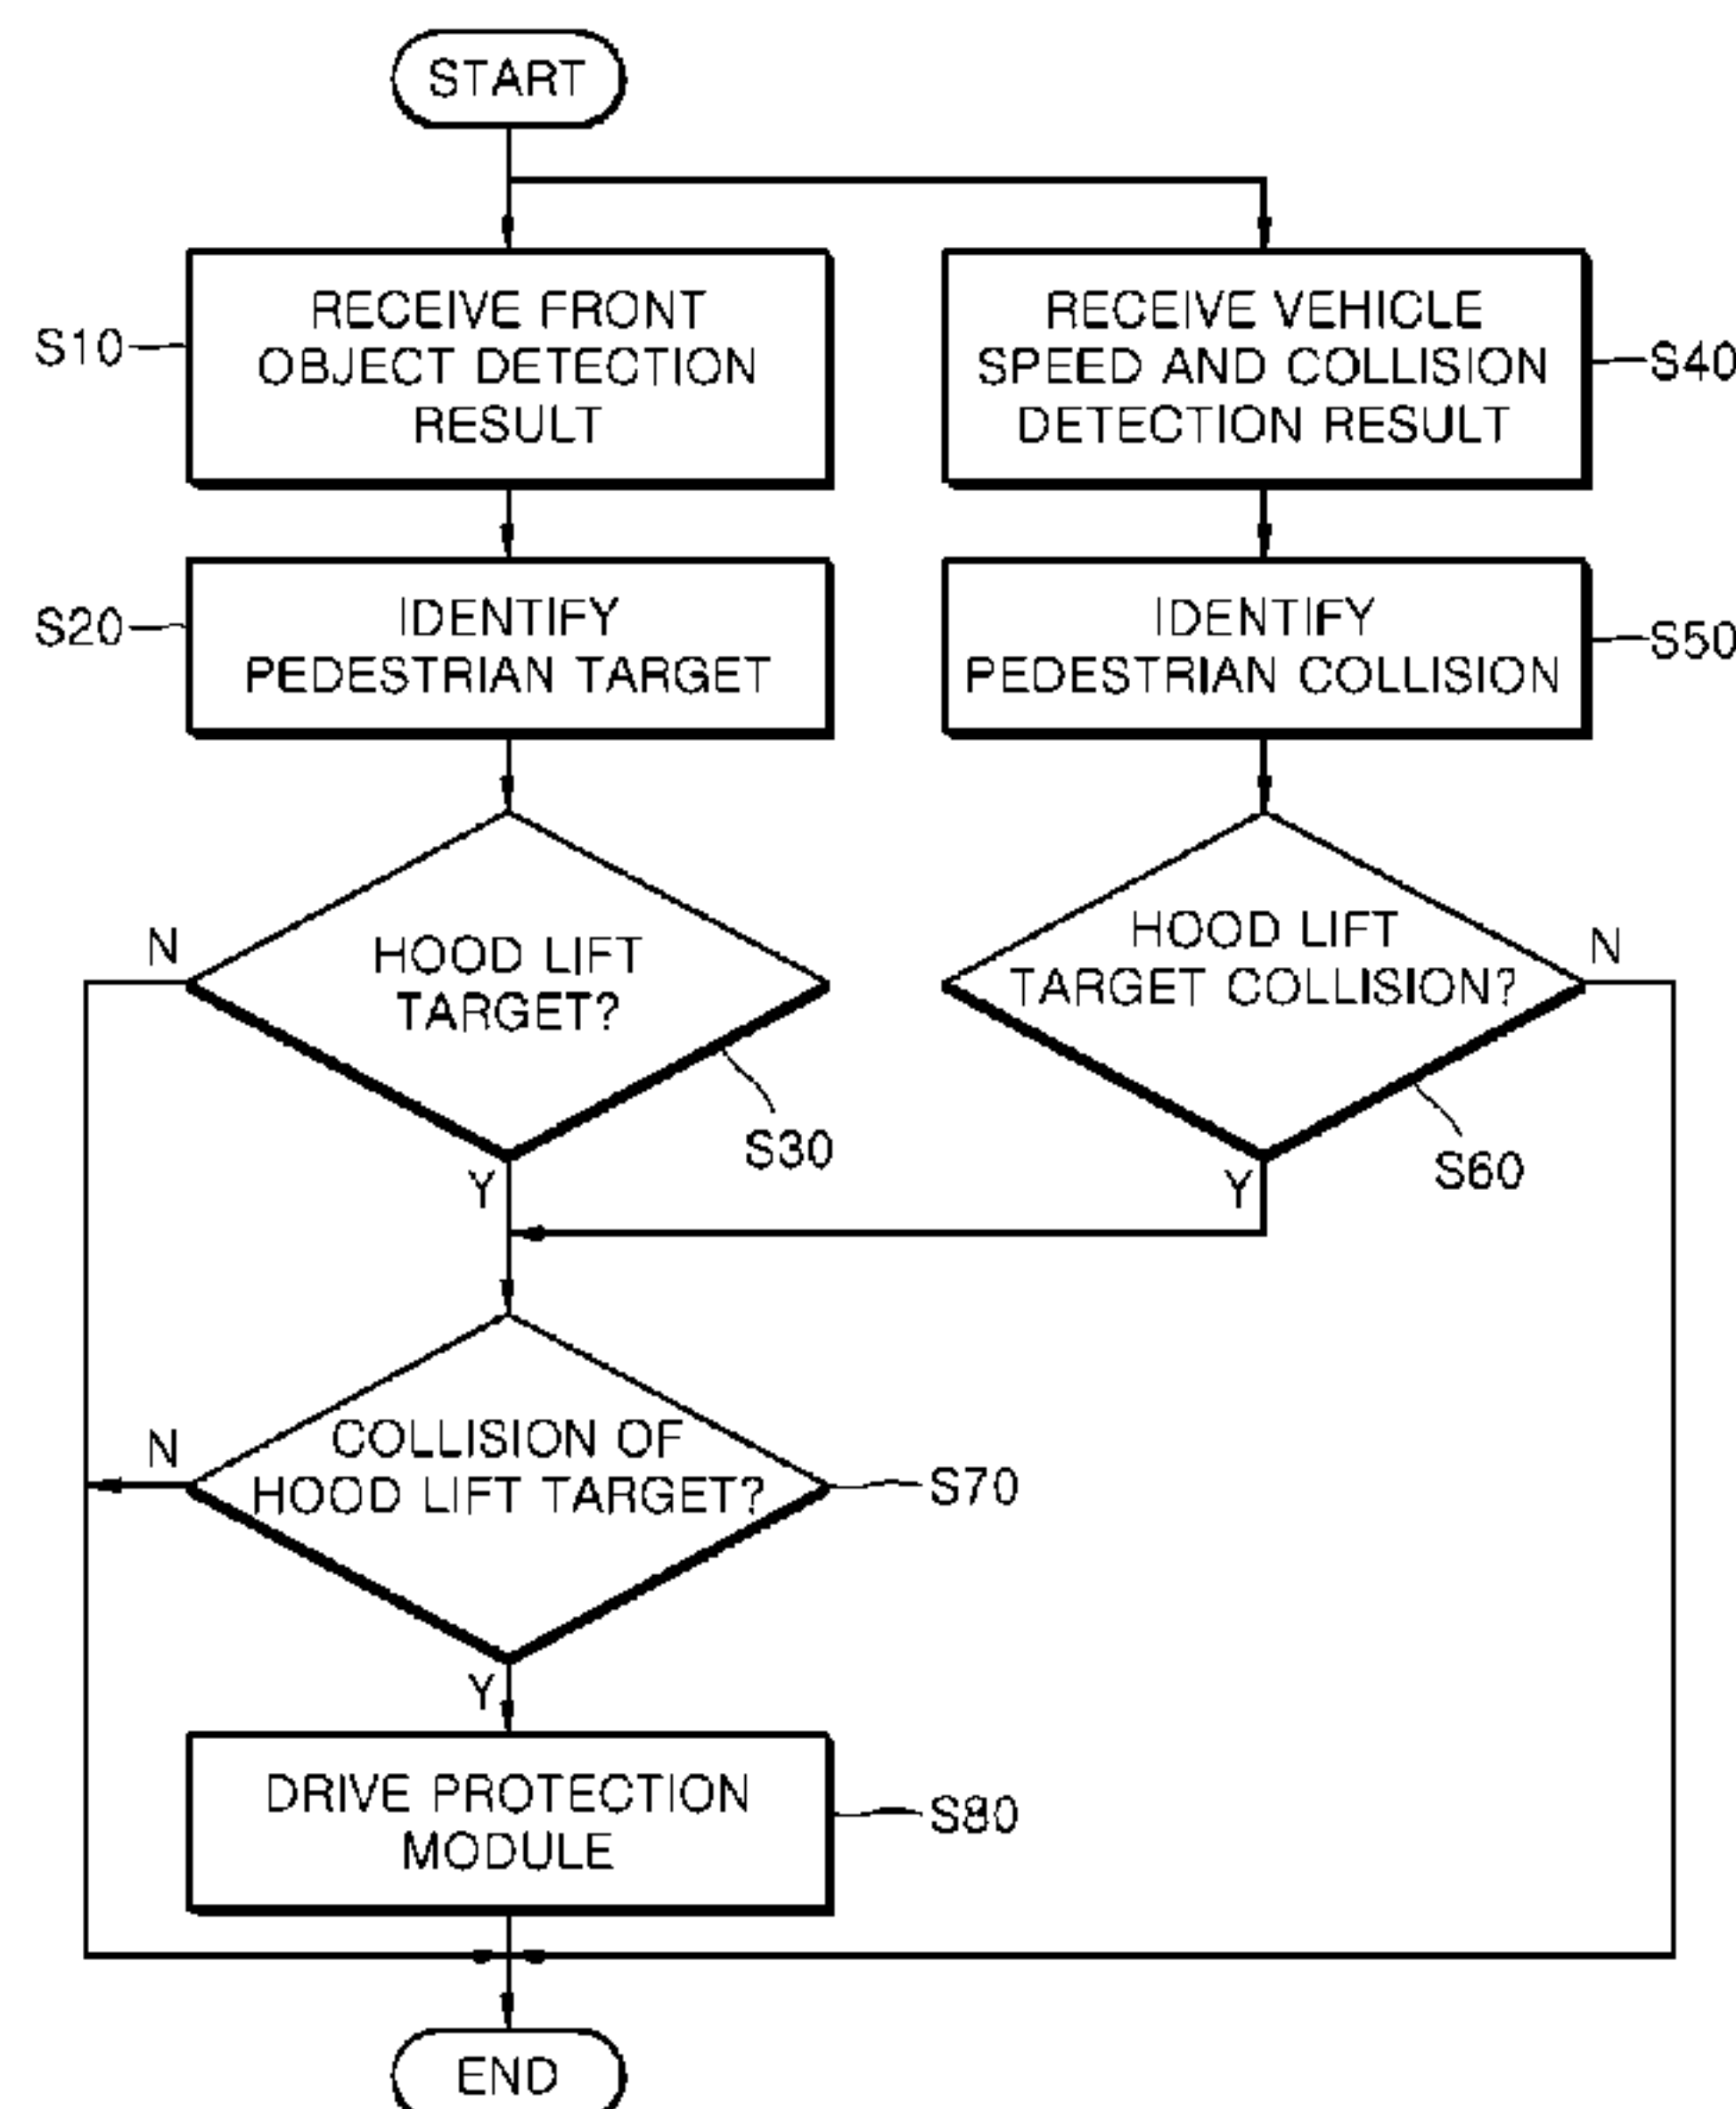 START
RECEIVE FRONT
OBJECT DETECTION
RESULT
S10
RECEIVE VEHICLE
SPEED AND COLLISION
DETECTION RESULT
S40
IDENTIFY
PEDESTRIAN TARGET
S20
IDENTIFY
PEDESTRIAN COLLISION
S50
N
HOOD LIFT
TARGET?
S30
Y
HOOD LIFT
TARGET COLLISION?
N
S60
Y
N
COLLISION OF
HOOD LIFT TARGET?
S70
Y
DRIVE PROTECTION
MODULE
S80
END